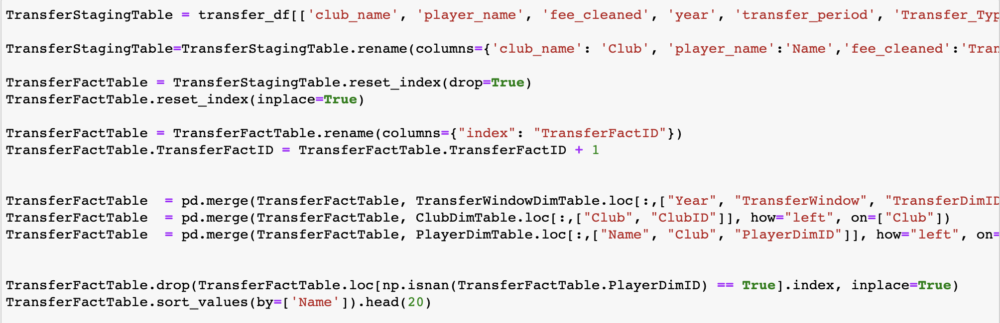 TransferStagingTable = transfer_df[['club_name', 'player_name', 'fee_cleaned', 'year', 'transfer_period', 'Transfer_Typ
TransferStagingTable=TransferStagingTable.rename(columns={'club_name': 'Club', 'player_name':'Name','fee_cleaned':'Tran
TransferFactTable = TransferStagingTable.reset_index(drop=True)
TransferFactTable.reset_index(inplace=True)
TransferFactTable = TransferFactTable.rename(columns={"index": "TransferFactID"})
TransferFactTable.TransferFactID = TransferFactTable.TransferFactID + 1
TransferFactTable  = pd.merge(TransferFactTable, TransferWindowDimTable.loc[:,["Year", "TransferWindow", "TransferDimID
TransferFactTable  = pd.merge(TransferFactTable, ClubDimTable.loc[:,["Club", "ClubID"]], how="left", on=["Club"])
TransferFactTable  = pd.merge(TransferFactTable, PlayerDimTable.loc[:,["Name", "Club", "PlayerDimID"]], how="left", on=
TransferFactTable.drop(TransferFactTable.loc[np.isnan(TransferFactTable.PlayerDimID) == True].index, inplace=True)
TransferFactTable.sort_values(by=['Name']).head(20)